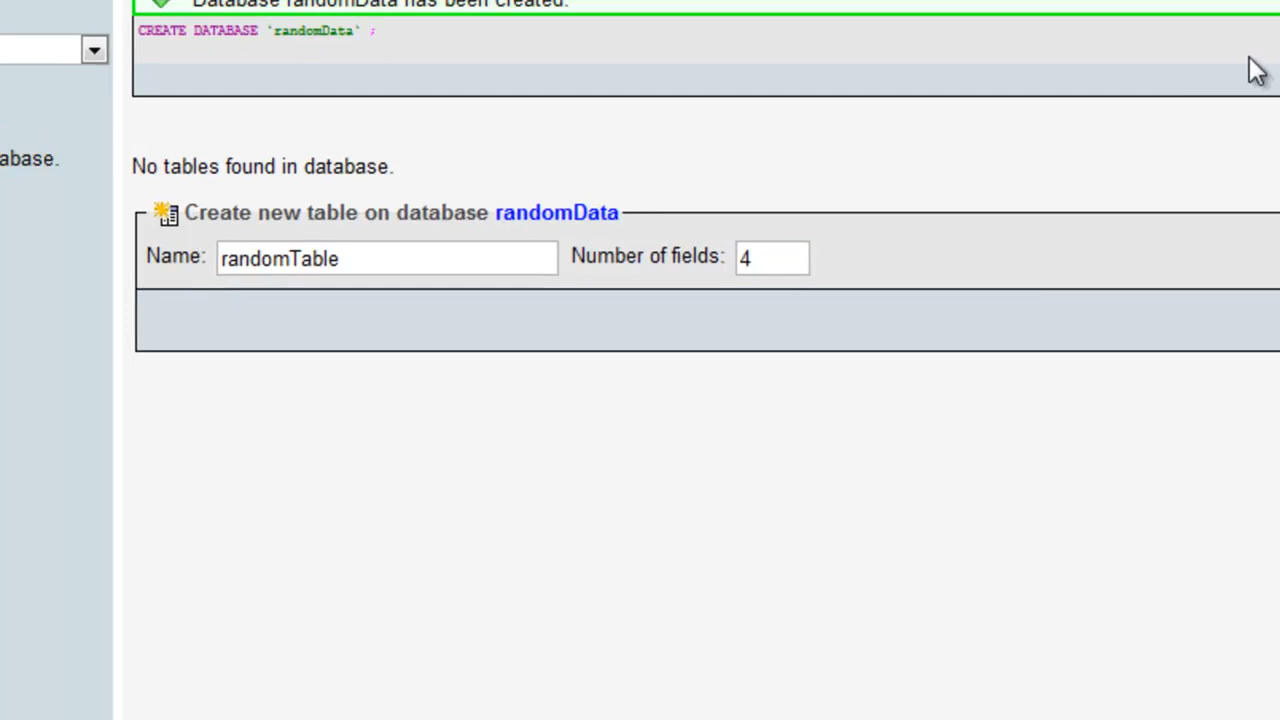 Database randomData has been created.
CREATE DATABASE `randomData` ;
abase.
No tables found in database.
Create new table on database randomData
Name: randomTable Number of fields: 4